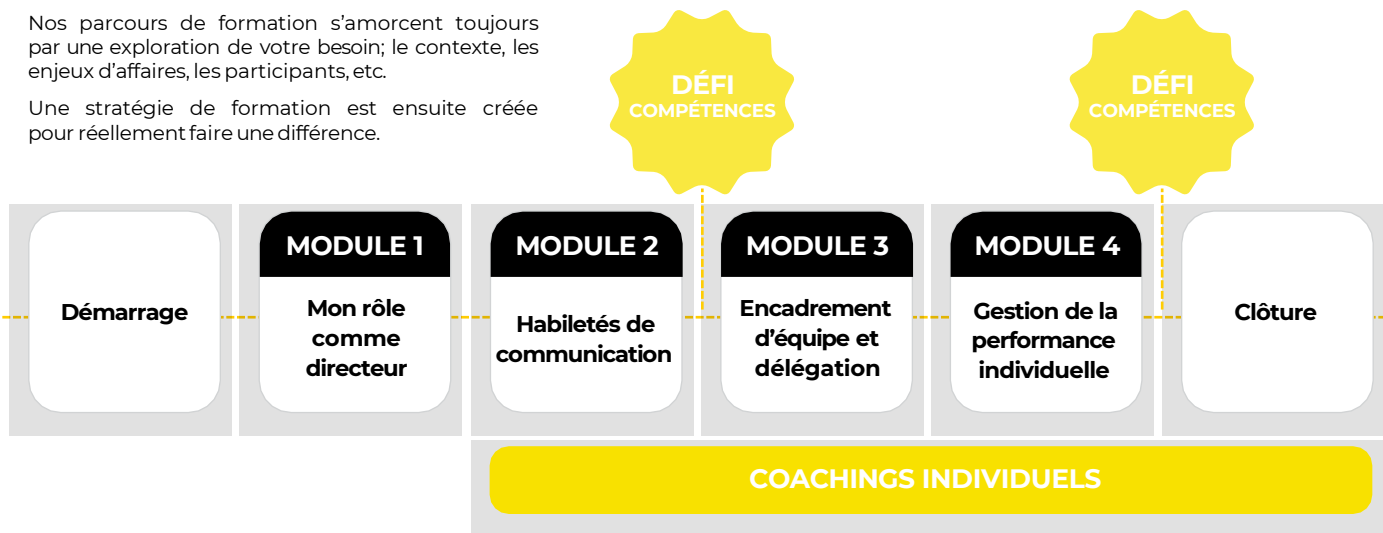 Nos parcours de formation s’amorcent toujours
par une exploration de votre besoin; le contexte, les
enjeux d’affaires, les participants, etc.
Une stratégie de formation est ensuite créée
pour réellement faire une différence.
DÉFI
COMPÉTENCES
DÉFI
COMPÉTENCES
Démarrage
MODULE 1
Mon rôle
comme
directeur
MODULE 2
Habiletés de
communication
MODULE 3
Encadrement
d’équipe et
délégation
MODULE 4
Gestion de la
performance
individuelle
Clôture
COACHINGS INDIVIDUELS